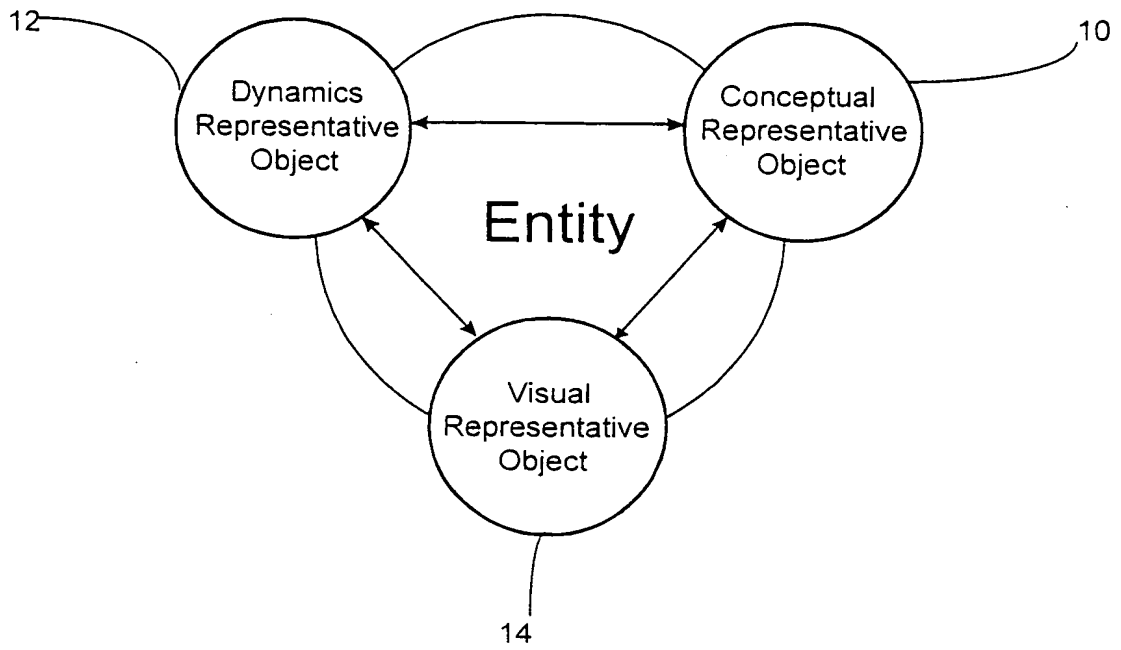 12
10
Dynamics
Representative
Object
Conceptual
Representative
Object
Entity
Visual
Representative
Object
14